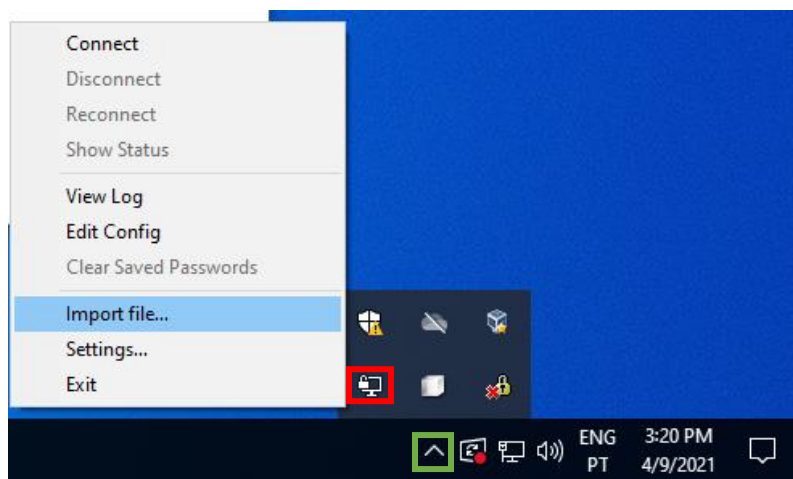 Connect
Disconnect
Reconnect
Show Status
View Log
Edit Config
Clear Saved Passwords
Import file...
Settings...
Exit
ENG 3:20 PM
PT 4/9/2021